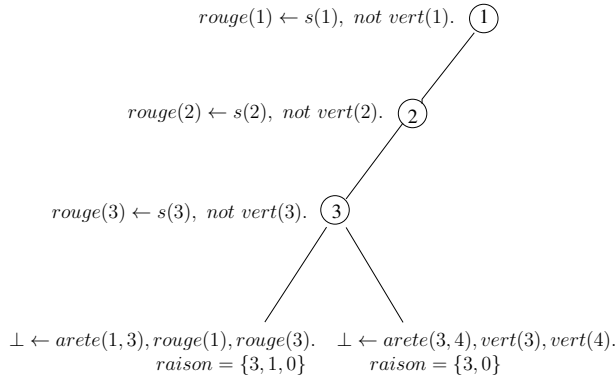 rouge(1) ← s(1), not vert(1). 1
rouge(2) ← s(2), not vert(2). 2
rouge(3) ← s(3), not vert(3). 3
⊥ ← arete(1, 3), rouge(1), rouge(3). ⊥ ← arete(3, 4), vert(3), vert(4).
raison = {3, 1, 0} raison = {3, 0}